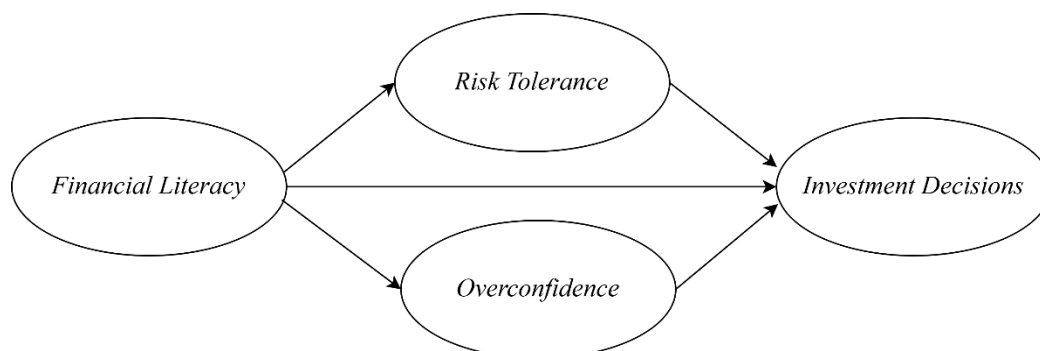 Risk Tolerance
Financial Literacy
Investment Decisions
Overconfidence